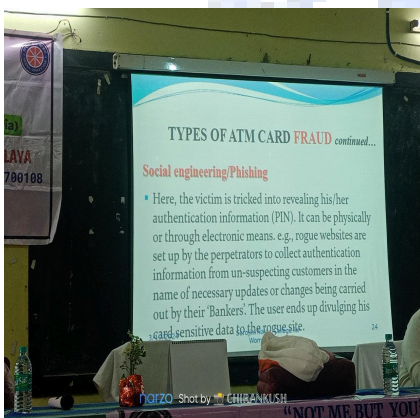 LAYA
700108
TYPES OF ATM CARD FRAUD continued...
Social engineering/Phishing
Here, the victim is tricked into revealing his/her
authentication information (PIN). It can be physically
or through electronic means. e.g., rogue websites are
set up by the perpetrators to collect authentication
information from un-suspecting customers in the
name of necessary updates or changes being carried
out by their 'Bankers'. The user ends up divulging his
card sensitive data to the rogue site.
24
narzo Shot by CHIRANKUSH
"NOT ME BUT YO